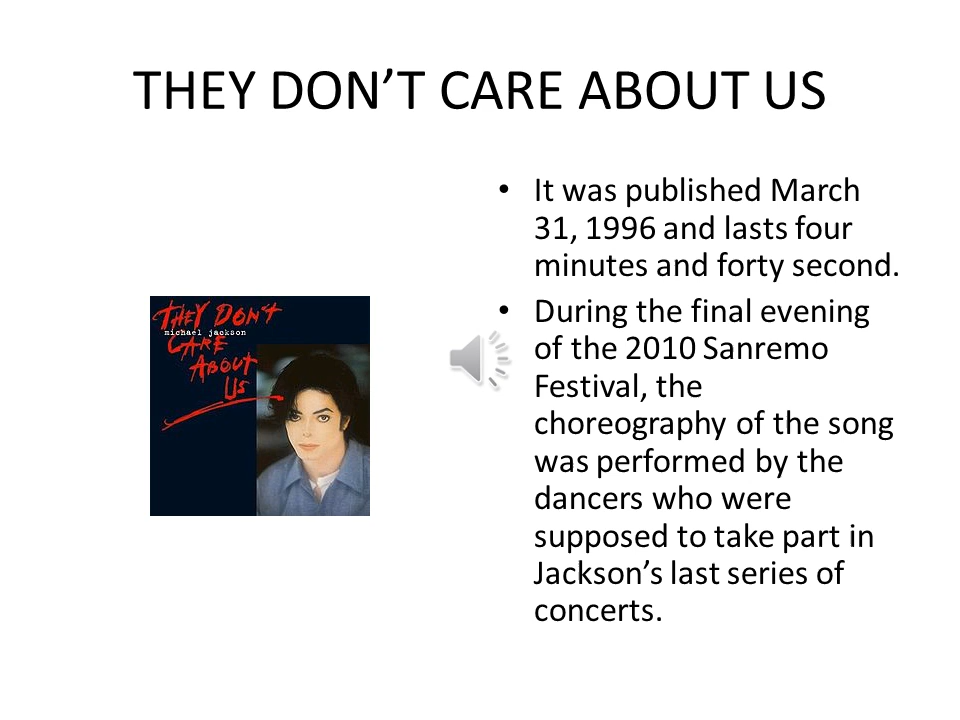 THEY DON’T CARE ABOUT US
THEY DON'T
michael jackson
CARE
ABOUT
US
• It was published March
31, 1996 and lasts four
minutes and forty second.
• During the final evening
of the 2010 Sanremo
Festival, the
choreography of the song
was performed by the
dancers who were
supposed to take part in
Jackson’s last series of
concerts.